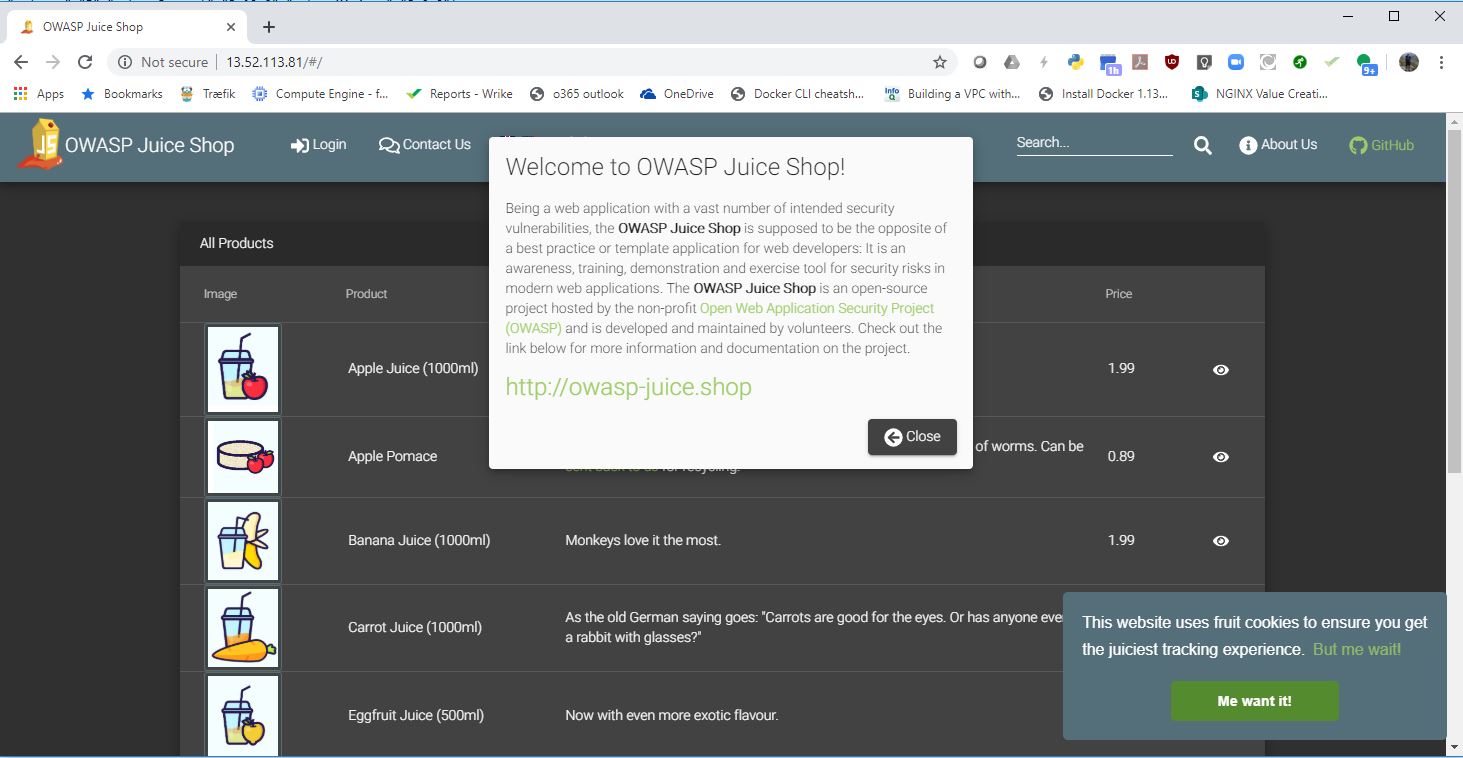 OWASP Juice Shop
Not secure 13.52.113.81/#/
1h
9+
Apps Bookmarks Træfik Compute Engine - f... Reports - Wrike o365 outlook OneDrive Docker CLI cheatsh... Building a VPC with... Install Docker 1.13... NGINX Value Creati...
JS OWASP Juice Shop Login Contact Us Search... About Us GitHub
Welcome to OWASP Juice Shop!
Being a web application with a vast number of intended security
vulnerabilities, the OWASP Juice Shop is supposed to be the opposite of
a best practice or template application for web developers: It is an
awareness, training, demonstration and exercise tool for security risks in
modern web applications. The OWASP Juice Shop is an open-source
project hosted by the non-profit Open Web Application Security Project
(OWASP) and is developed and maintained by volunteers. Check out the
link below for more information and documentation on the project.
http://owasp-juice.shop
Close
All Products
Image Product Price
Apple Juice (1000ml) 1.99
Apple Pomace of worms. Can be 0.89
Banana Juice (1000ml) Monkeys love it the most. 1.99
Carrot Juice (1000ml) As the old German saying goes: "Carrots are good for the eyes. Or has anyone eve
a rabbit with glasses?"
Eggfruit Juice (500ml) Now with even more exotic flavour.
This website uses fruit cookies to ensure you get
the juiciest tracking experience. But me wait!
Me want it!